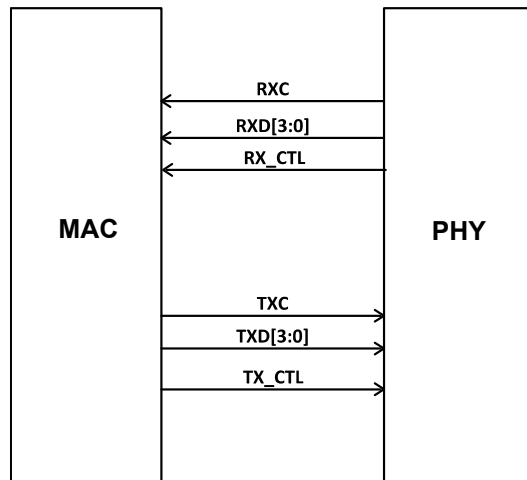 RXC
RXD[3:0]
RX_CTL
MAC
PHY
TXC
TXD[3:0]
TX_CTL